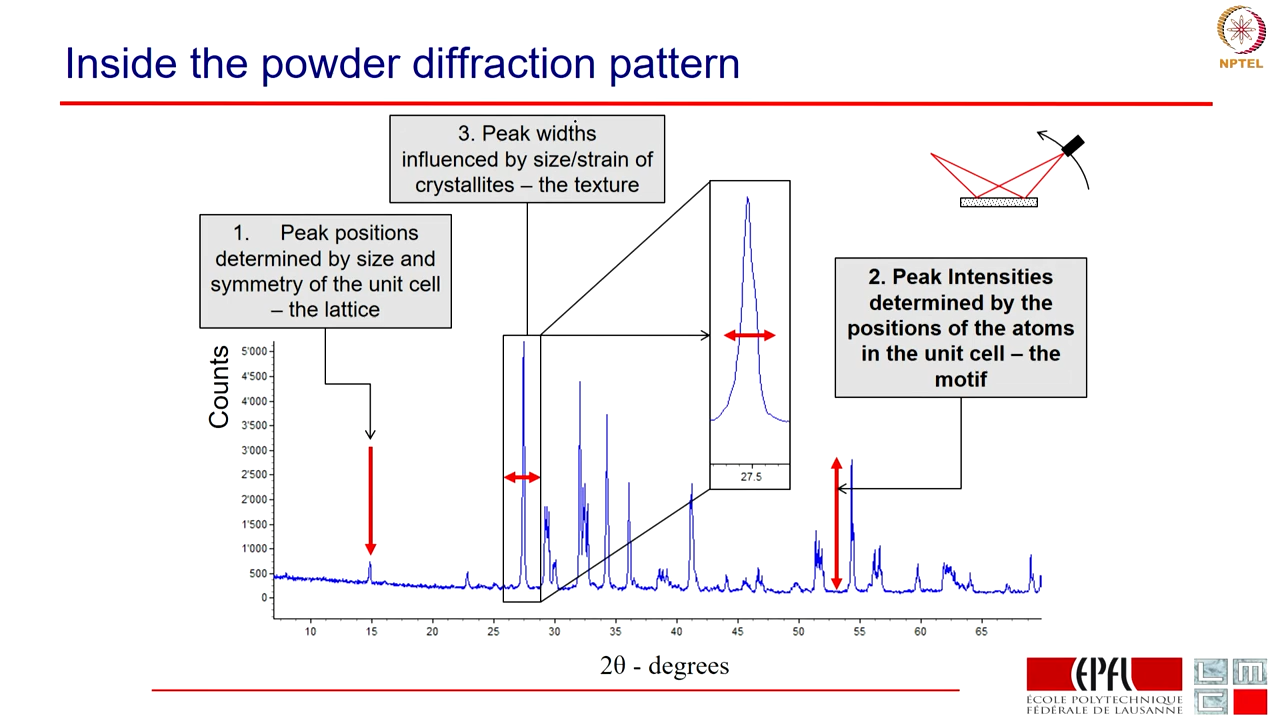 Inside the powder diffraction pattern
NPTEL
3. Peak widths
influenced by size/strain of
crystallites – the texture
1. Peak positions
determined by size and
symmetry of the unit cell
– the lattice
2. Peak Intensities
determined by the
positions of the atoms
in the unit cell – the
motif
27.5
Counts
5'000
4'500
4'000
3'500
3'000
2'500
2'000
1'500
1'000
500
0
10 15 20 25 30 35 40 45 50 55 60 65
2θ - degrees
EPFL
ÉCOLE POLYTECHNIQUE
FÉDÉRALE DE LAUSANNE
L M
C